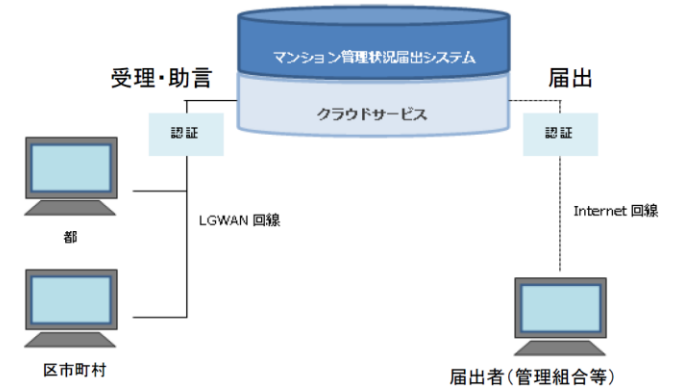 マンション管理状況届出システム
受理・助言
届出
クラウドサービス
認証
認証
LGWAN 回線
Internet 回線
都
区市町村
届出者(管理組合等)